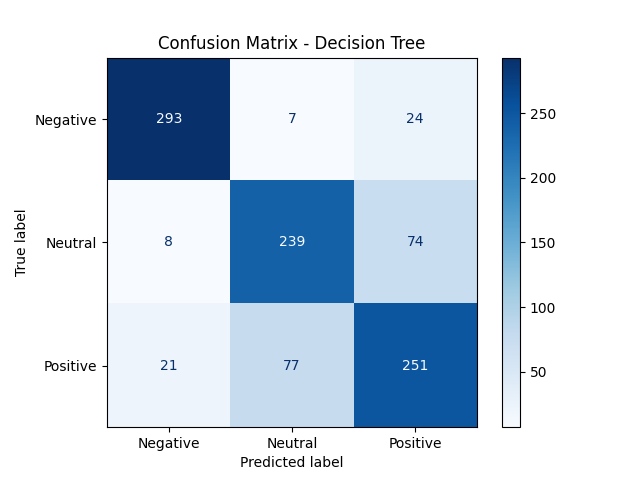 Confusion Matrix - Decision Tree
Negative 293 7 24
Neutral 8 239 74
Positive 21 77 251
Negative Neutral Positive
Predicted label
True label
250
200
150
100
50